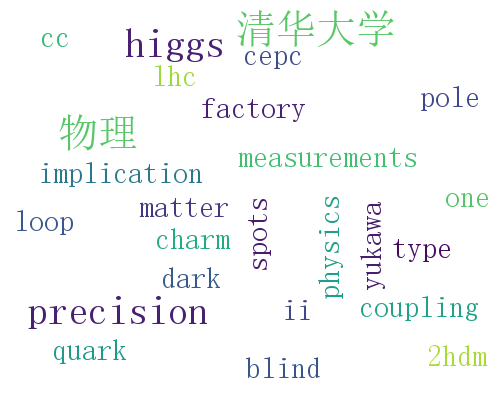 清华大学
cc
higgs
cepc
lhc
factory
pole
物理
measurements
implication
one
matter
loop
charm
spots
physics
yukawa
type
dark
precision
ii
coupling
quark
blind
2hdm